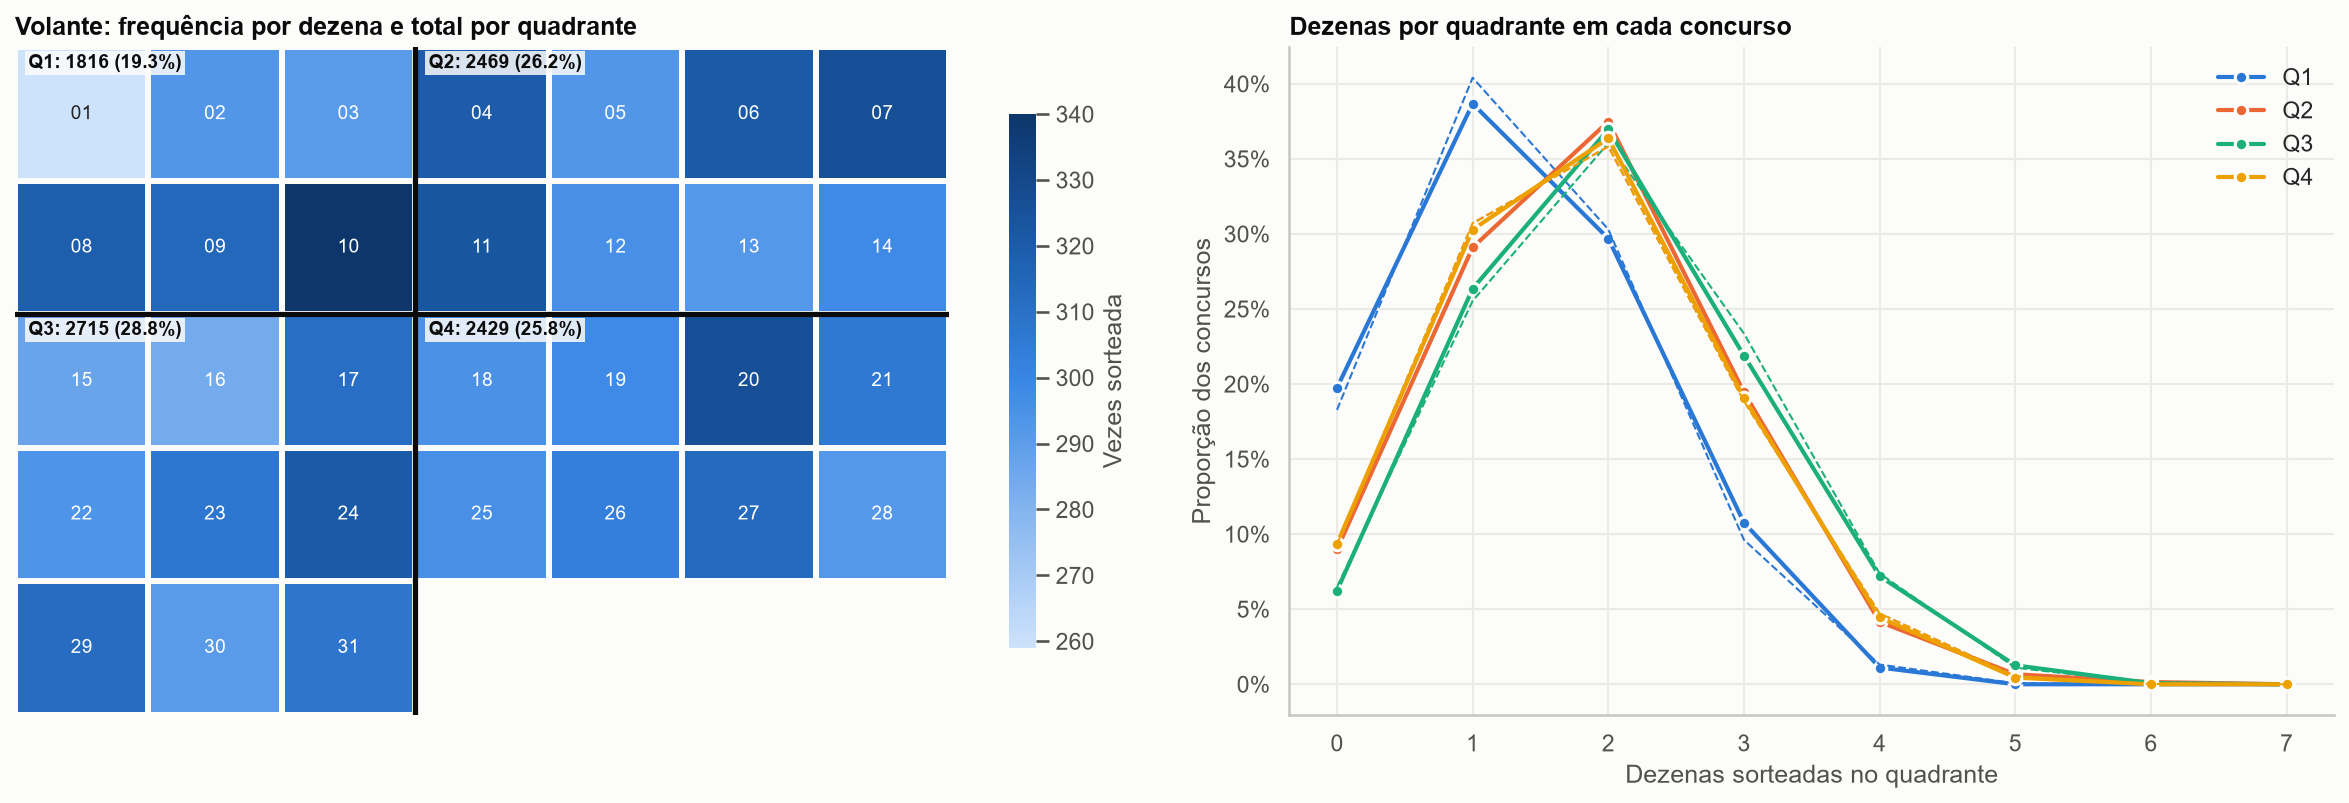 Volante: frequência por dezena e total por quadrante
Q1: 1816 (19.3%)
Q2: 2469 (26.2%)
01 02 03 04 05 06 07
08 09 10 11 12 13 14
Q3: 2715 (28.8%)
Q4: 2429 (25.8%)
15 16 17 18 19 20 21
22 23 24 25 26 27 28
29 30 31
340
330
320
310
300
290
280
270
260
Vezes sorteada
Dezenas por quadrante em cada concurso
40%
35%
30%
25%
20%
15%
10%
5%
0%
Proporção dos concursos
Q1
Q2
Q3
Q4
0 1 2 3 4 5 6 7
Dezenas sorteadas no quadrante